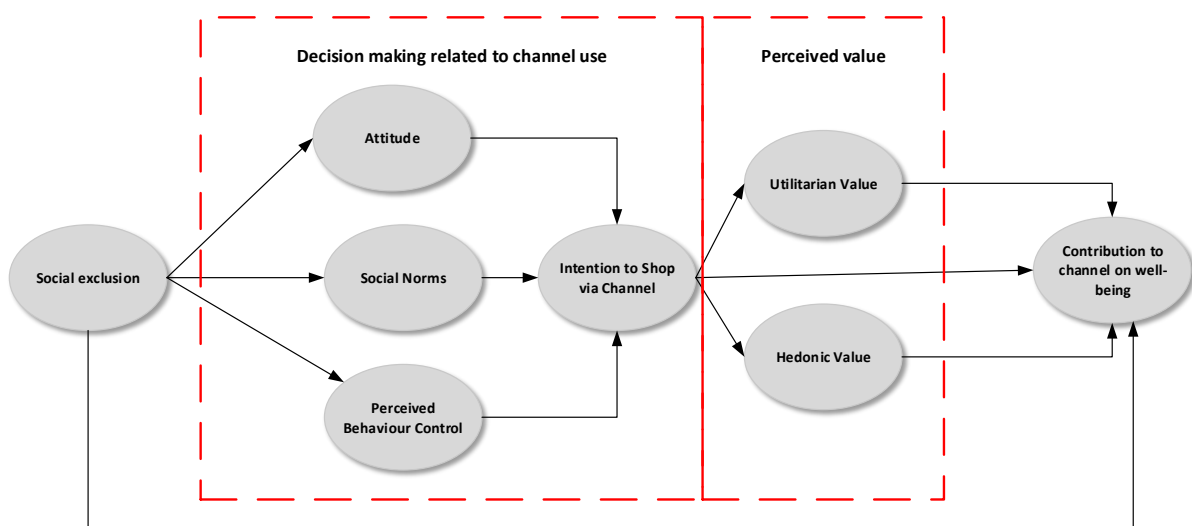 Decision making related to channel use
Perceived value
Attitude
Utilitarian Value
Social exclusion
Social Norms
Intention to Shop
via Channel
Contribution to
channel on well-
being
Hedonic Value
Perceived
Behaviour Control